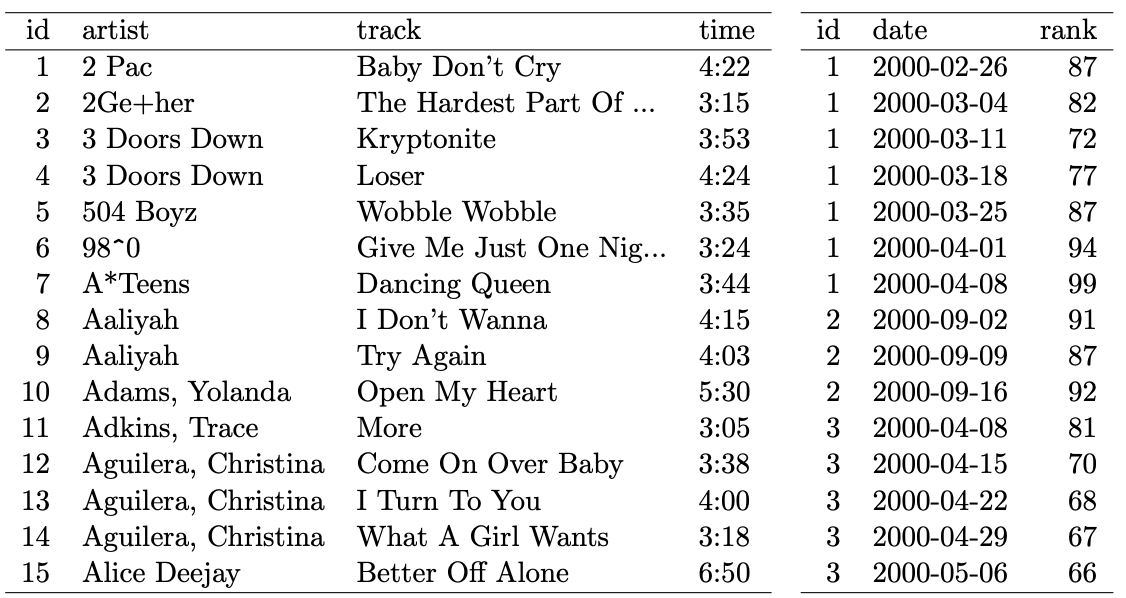 id artist track time id date rank
1 2 Pac Baby Don't Cry 4:22 1 2000-02-26 87
2 2Ge+her The Hardest Part Of ... 3:15 1 2000-03-04 82
3 3 Doors Down Kryptonite 3:53 1 2000-03-11 72
4 3 Doors Down Loser 4:24 1 2000-03-18 77
5 504 Boyz Wobble Wobble 3:35 1 2000-03-25 87
6 98^0 Give Me Just One Nig... 3:24 1 2000-04-01 94
7 A*Teens Dancing Queen 3:44 1 2000-04-08 99
8 Aaliyah I Don't Wanna 4:15 2 2000-09-02 91
9 Aaliyah Try Again 4:03 2 2000-09-09 87
10 Adams, Yolanda Open My Heart 5:30 2 2000-09-16 92
11 Adkins, Trace More 3:05 3 2000-04-08 81
12 Aguilera, Christina Come On Over Baby 3:38 3 2000-04-15 70
13 Aguilera, Christina I Turn To You 4:00 3 2000-04-22 68
14 Aguilera, Christina What A Girl Wants 3:18 3 2000-04-29 67
15 Alice Deejay Better Off Alone 6:50 3 2000-05-06 66